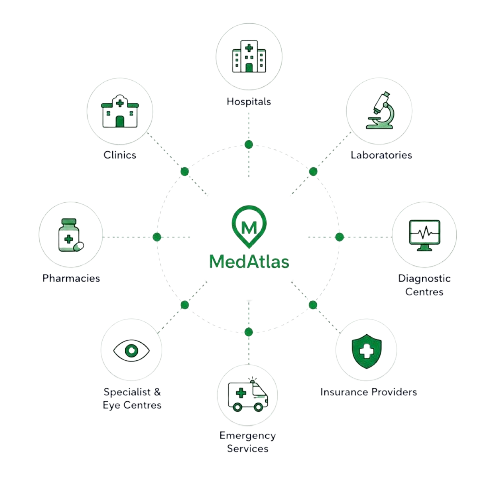 Hospitals
Clinics
Laboratories
M
MedAtlas
Pharmacies
Diagnostic
Centres
Specialist &
Eye Centres
Insurance Providers
Emergency
Services